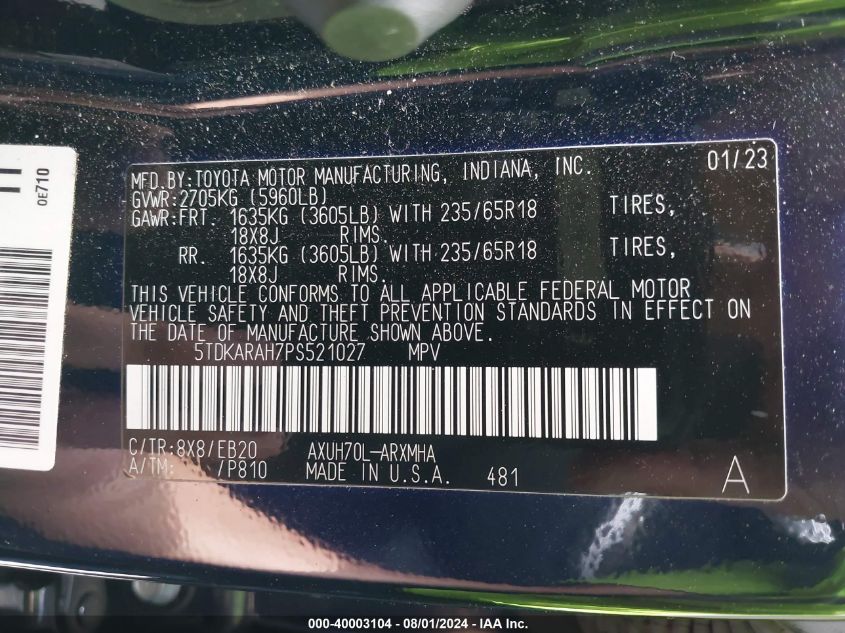 MFD.BY:TOYOTA MOTOR MANUFACTURING, INDIANA, INC. 01/23
GVWR:2705KG (5960LB)
GAWR:FRT. 1635KG (3605LB) WITH 235/65R18 TIRES,
18X8J RIMS.
RR. 1635KG (3605LB) WITH 235/65R18 TIRES,
18X8J RIMS.
THIS VEHICLE CONFORMS TO ALL APPLICABLE FEDERAL MOTOR
VEHICLE SAFETY AND THEFT PREVENTION STANDARDS IN EFFECT ON
THE DATE OF MANUFACTURE SHOWN ABOVE.
5TDKARAH7PS521027 MPV
C/TR:8X8/EB20 AXUH70L-ARXMHA
A/TM: /P810 MADE IN U.S.A. 481 A
0E710
000-40003104 - 08/01/2024 - IAA Inc.